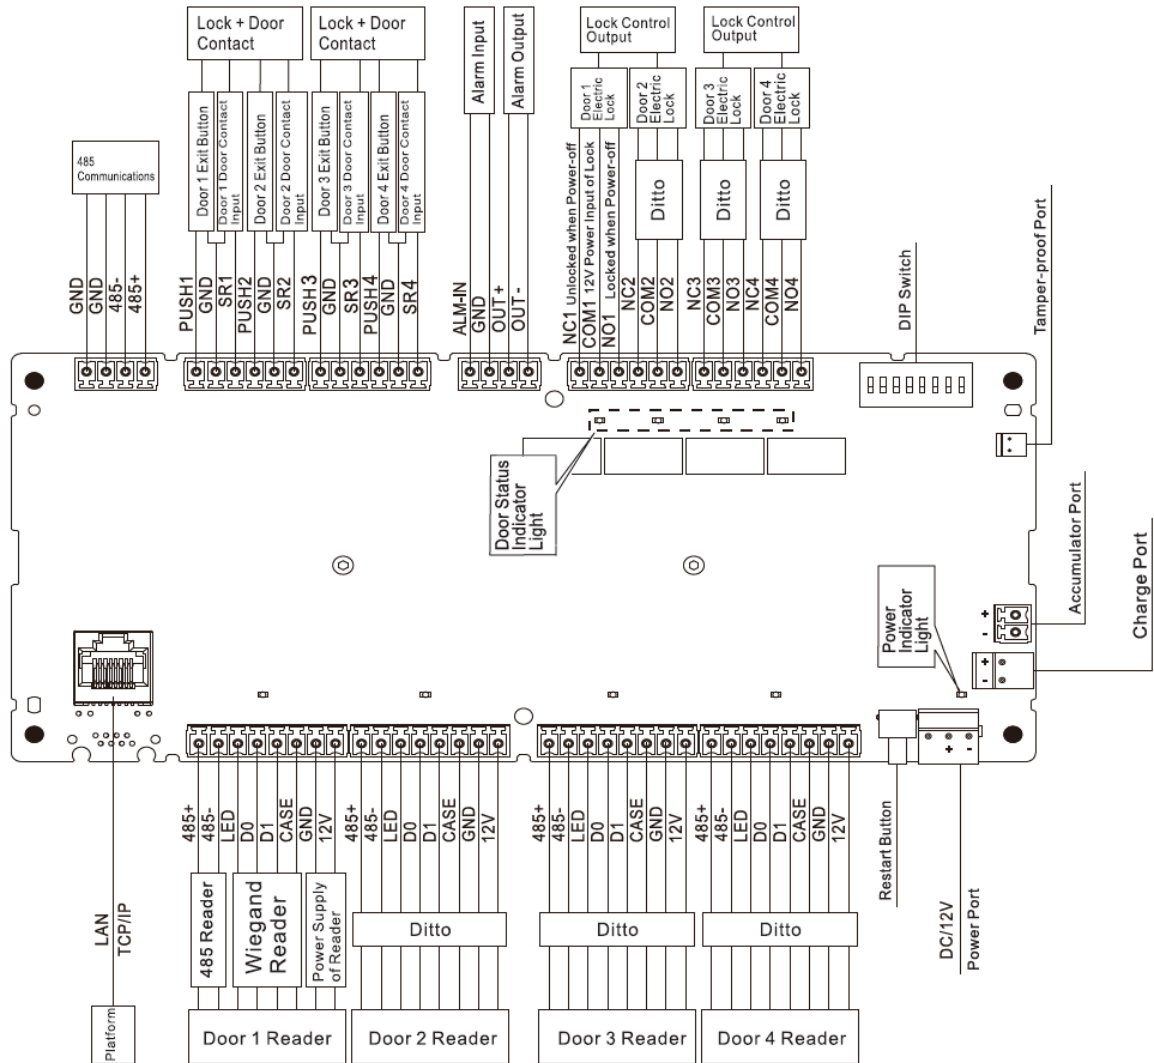 Lock + Door
Contact
Lock + Door
Contact
Alarm Input
Alarm Output
Lock Control
Output
Lock Control
Output
485
Communications
Door 1 Exit Button
Door 1 Door Contact
Input
Door 2 Exit Button
Door 2 Door Contact
Input
Door 3 Exit Button
Door 3 Door Contact
Input
Door 4 Exit Button
Door 4 Door Contact
Input
Door 1
Electric
Lock
Door 2
Electric
Lock
Door 3
Electric
Lock
Door 4
Electric
Lock
Ditto
Ditto
Ditto
GND
GND
485-
485+
PUSH1
GND
SR1
PUSH2
GND
SR2
PUSH3
GND
SR3
PUSH4
GND
SR4
ALM-IN
GND
OUT+
OUT-
NC1 Unlocked when Power-off
COM1 12V Power Input of Lock
NO1 Locked when Power-off
NC2
COM2
NO2
NC3
COM3
NO3
NC4
COM4
NO4
DIP Switch
Tamper-proof Port
Door Status
Indicator
Light
Power
Indicator
Light
+
-
Accumulator Port
+
-
Charge Port
+ -
485+
485-
LED
D0
D1
CASE
GND
12V
485+
485-
LED
D0
D1
CASE
GND
12V
485+
485-
LED
D0
D1
CASE
GND
12V
485+
485-
LED
D0
D1
CASE
GND
12V
Restart Button
DC/12V
Power Port
LAN
TCP/IP
485 Reader
Wiegand
Reader
Power Supply
of Reader
Ditto
Ditto
Ditto
Platform
Door 1 Reader
Door 2 Reader
Door 3 Reader
Door 4 Reader